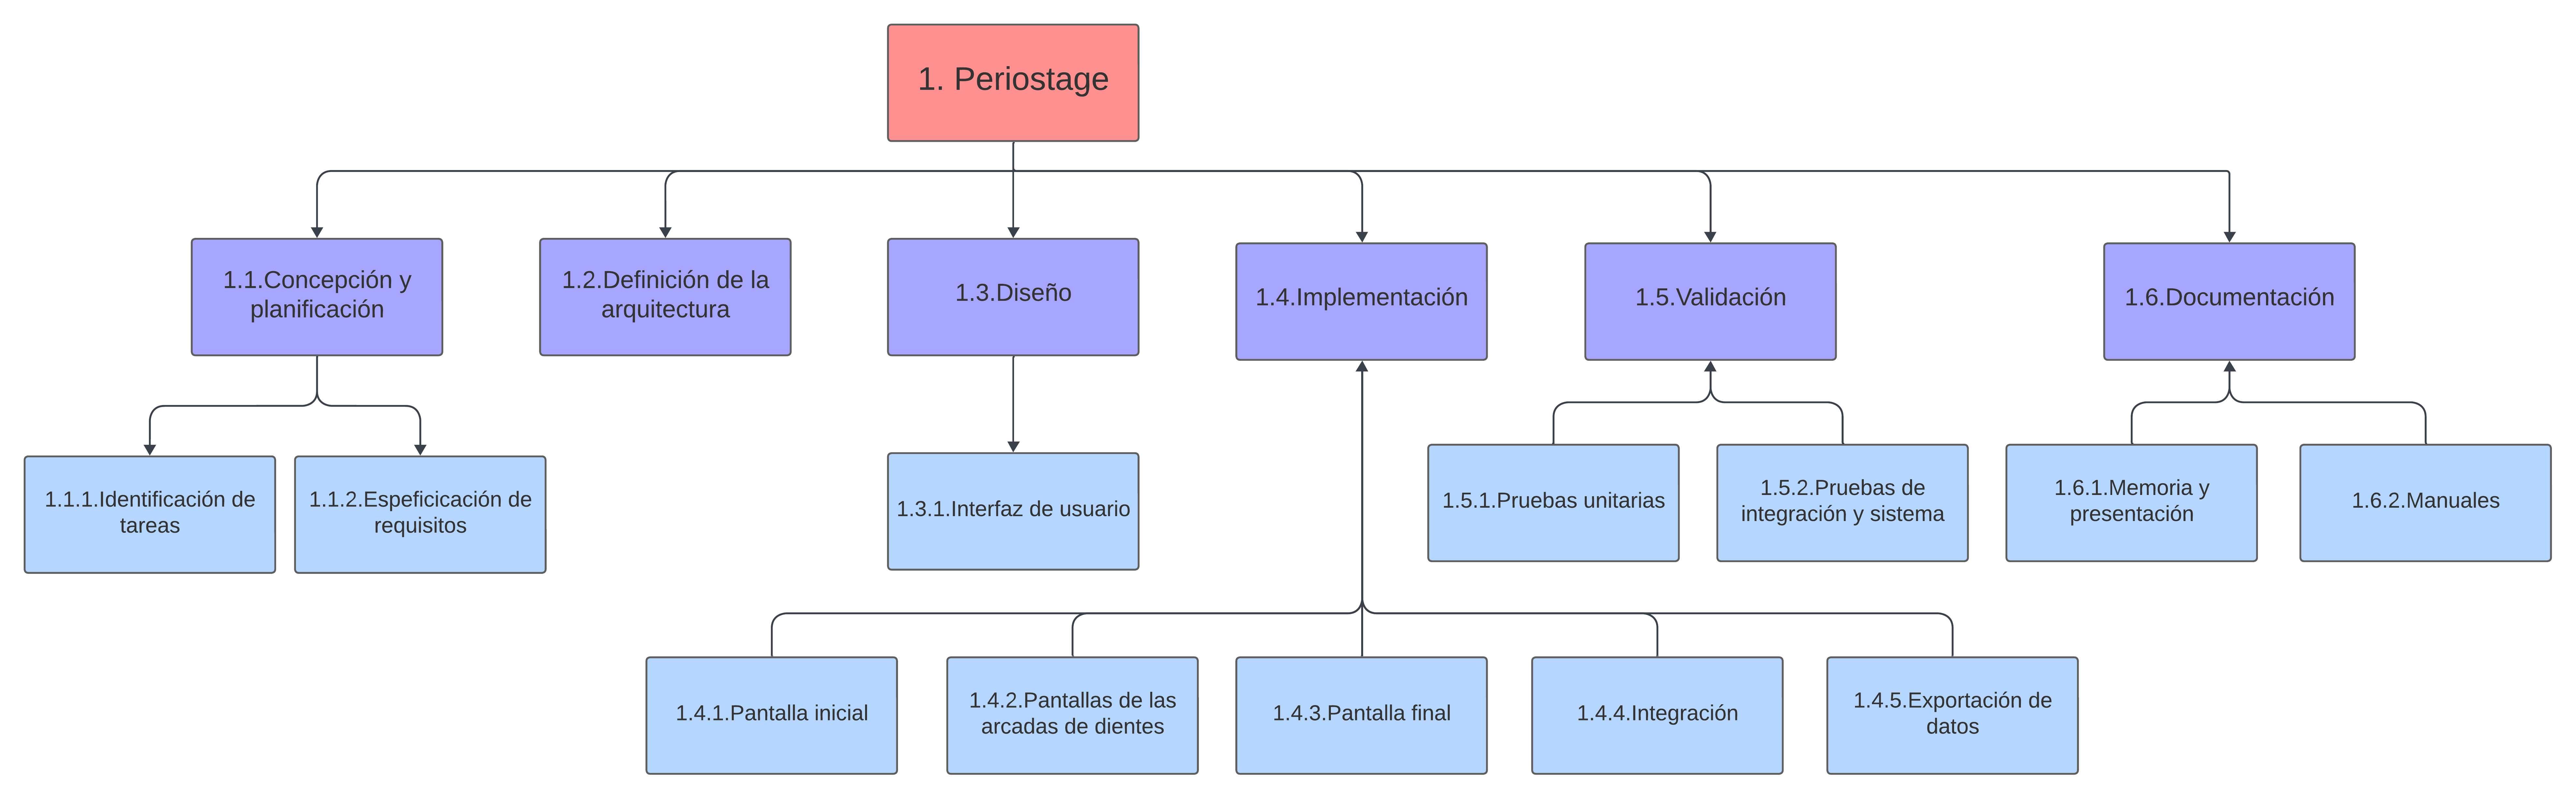 1. Periostage
1.1.Concepción y
planificación
1.2.Definición de la
arquitectura
1.3.Diseño
1.4.Implementación
1.5.Validación
1.6.Documentación
1.1.1.Identificación de
tareas
1.1.2.Espeficicación de
requisitos
1.3.1.Interfaz de usuario
1.5.1.Pruebas unitarias
1.5.2.Pruebas de
integración y sistema
1.6.1.Memoria y
presentación
1.6.2.Manuales
1.4.1.Pantalla inicial
1.4.2.Pantallas de las
arcadas de dientes
1.4.3.Pantalla final
1.4.4.Integración
1.4.5.Exportación de
datos